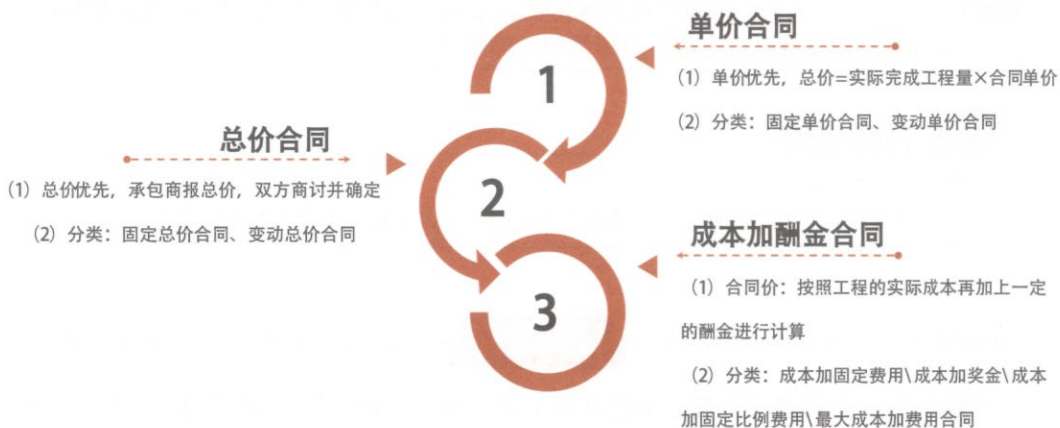 1
单价合同
(1) 单价优先，总价=实际完成工程量×合同单价
(2) 分类：固定单价合同、变动单价合同
2
总价合同
(1) 总价优先，承包商报总价，双方商讨并确定
(2) 分类：固定总价合同、变动总价合同
3
成本加酬金合同
(1) 合同价：按照工程的实际成本再加上一定
的酬金进行计算
(2) 分类：成本加固定费用\成本加奖金\成本
加固定比例费用\最大成本加费用合同